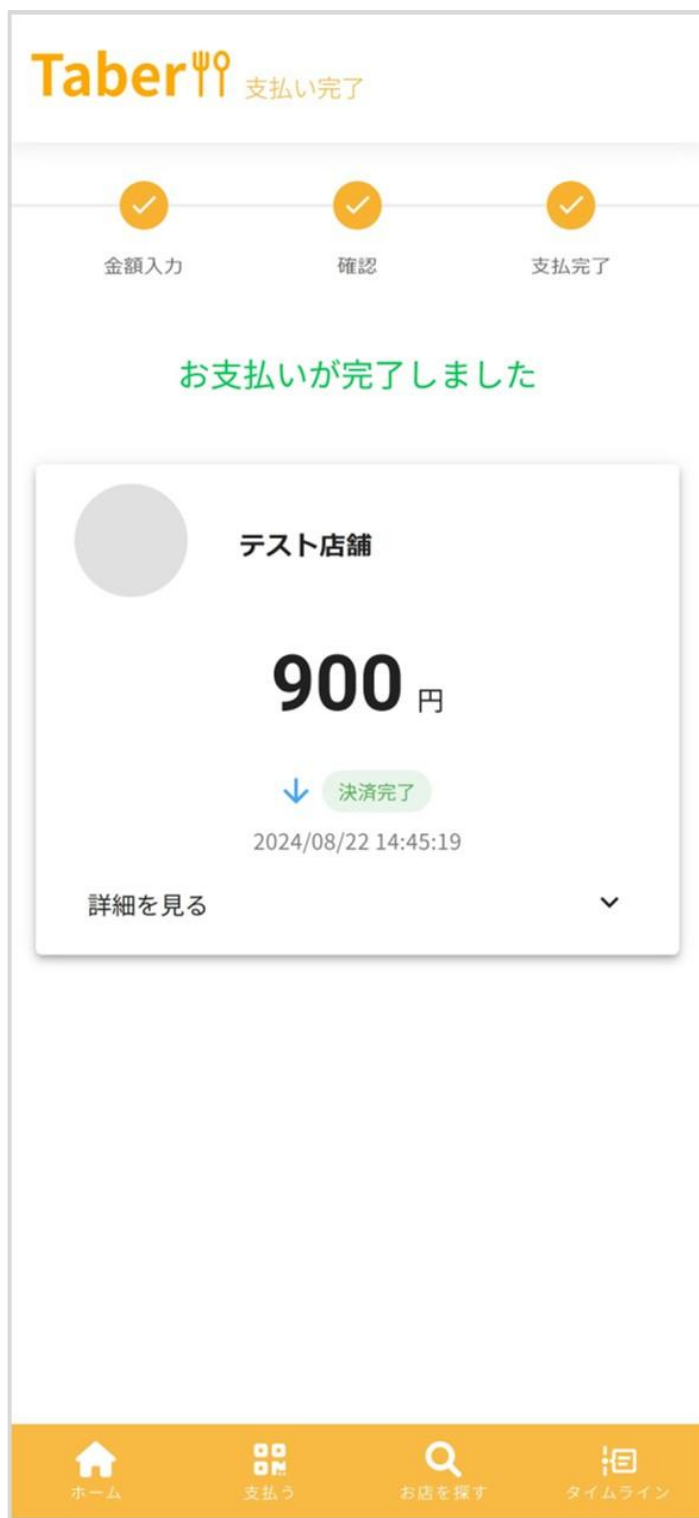 Taber 支払い完了
金額入力 確認 支払完了
お支払いが完了しました
テスト店舗
900 円
決済完了
2024/08/22 14:45:19
詳細を見る
ホーム 支払う お店を探す タイムライン